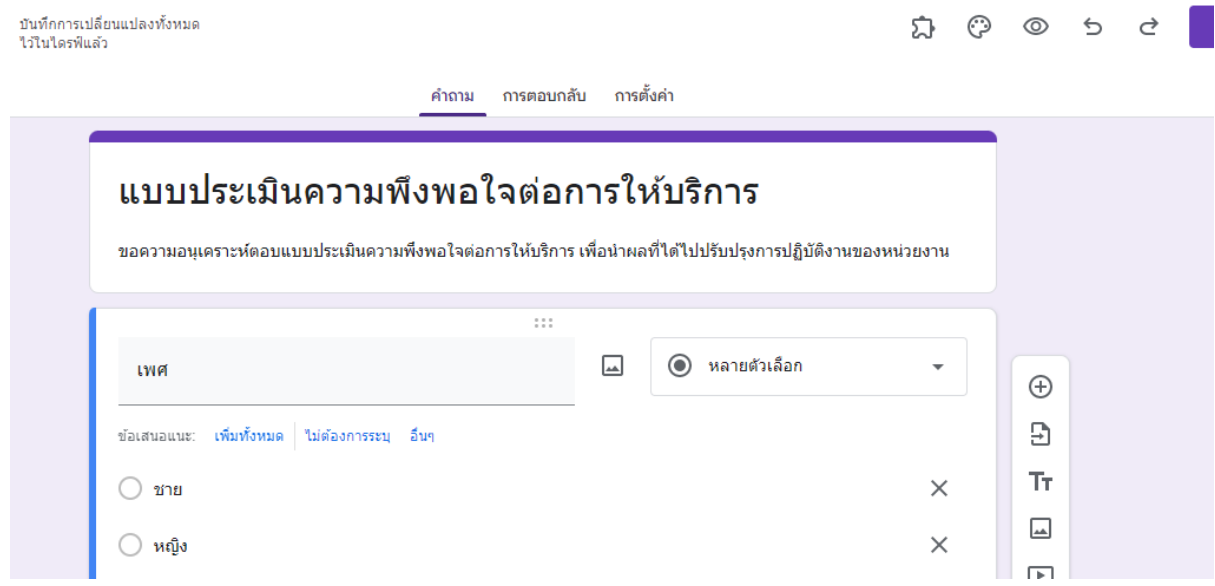 บันทึกการเปลี่ยนแปลงทั้งหมด
ไว้ในไดรฟ์แล้ว
คำถาม การตอบกลับ การตั้งค่า
แบบประเมินความพึงพอใจต่อการให้บริการ
ขอความอนุเคราะห์ตอบแบบประเมินความพึงพอใจต่อการให้บริการ เพื่อนำผลที่ได้ไปปรับปรุงการปฏิบัติงานของหน่วยงาน
เพศ
หลายตัวเลือก
ข้อเสนอแนะ: เพิ่มทั้งหมด ไม่ต้องการระบุ อื่นๆ
ชาย
หญิง